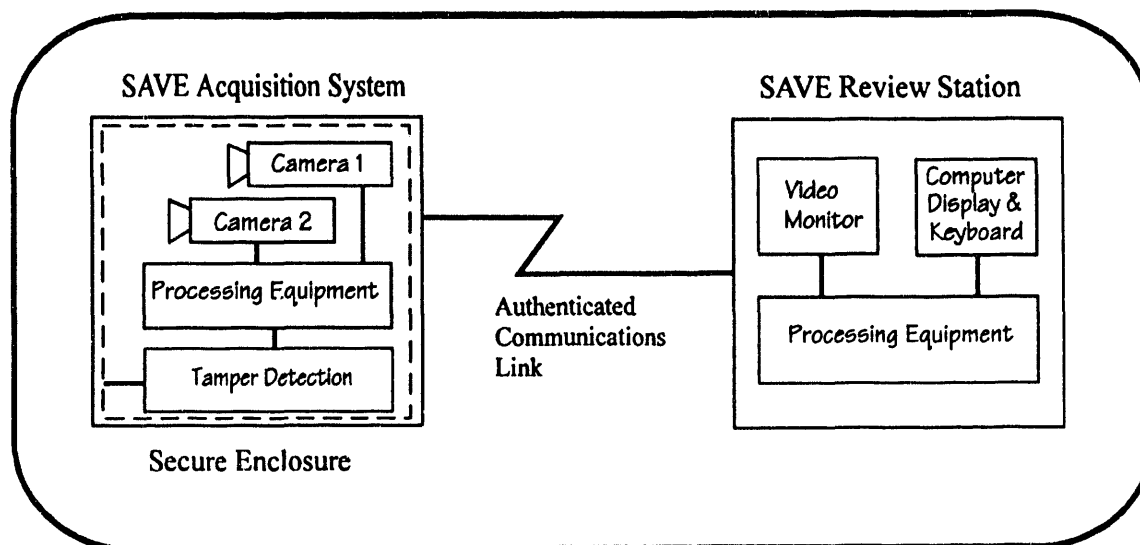 SAVE Acquisition System
Camera 1
Camera 2
Processing Equipment
Tamper Detection
Secure Enclosure
Authenticated
Communications
Link
SAVE Review Station
Video
Monitor
Computer
Display &
Keyboard
Processing Equipment